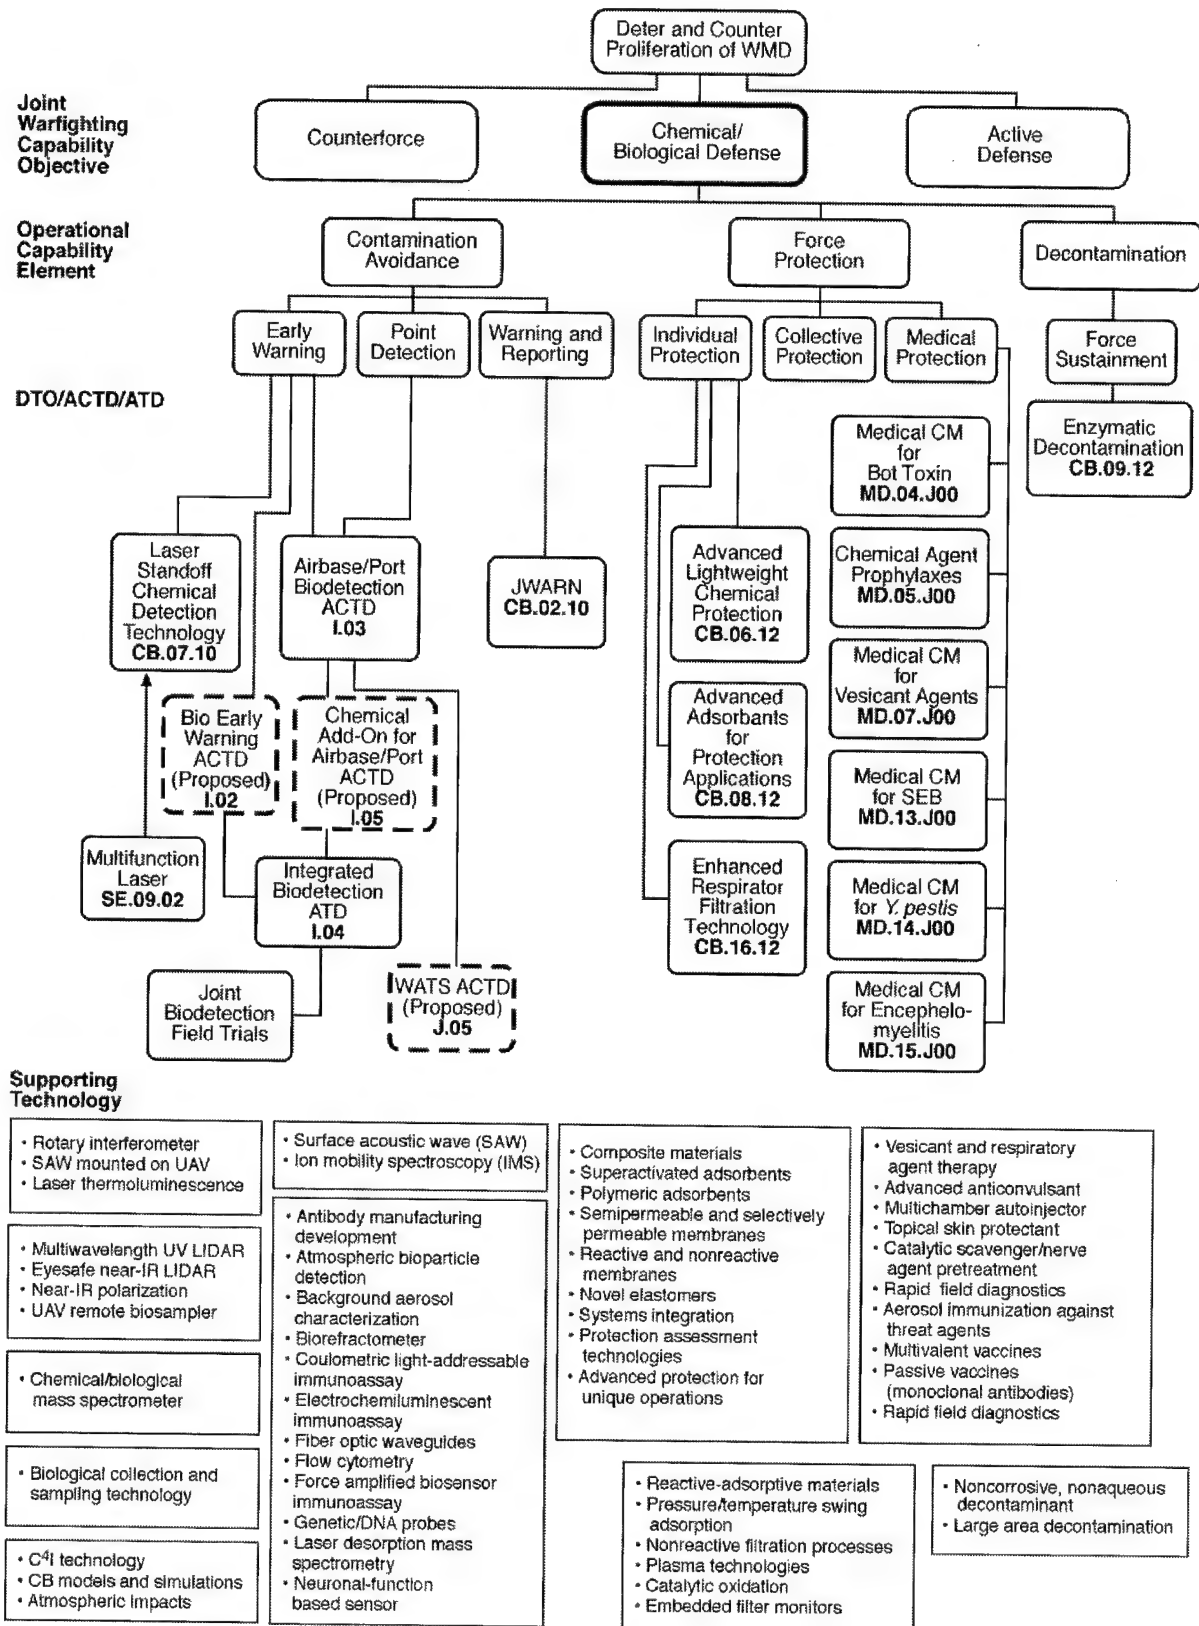 Deter and Counter
Proliferation of WMD
Joint
Warfighting
Capability
Objective
Counterforce
Chemical/
Biological Defense
Active
Defense
Operational
Capability
Element
Contamination
Avoidance
Force
Protection
Decontamination
Early
Warning
Point
Detection
Warning and
Reporting
Individual
Protection
Collective
Protection
Medical
Protection
Force
Sustainment
DTO/ACTD/ATD
Enzymatic
Decontamination
CB.09.12
Medical CM
for
Bot Toxin
MD.04.J00
Laser
Standoff
Chemical
Detection
Technology
CB.07.10
Airbase/Port
Biodetection
ACTD
I.03
JWARN
CB.02.10
Advanced
Lightweight
Chemical
Protection
CB.06.12
Chemical Agent
Prophylaxes
MD.05.J00
Medical CM
for
Vesicant Agents
MD.07.J00
Bio Early
Warning
ACTD
(Proposed)
I.02
Chemical
Add-On for
Airbase/Port
ACTD
(Proposed)
I.05
Advanced
Adsorbants
for
Protection
Applications
CB.08.12
Medical CM
for SEB
MD.13.J00
Multifunction
Laser
SE.09.02
Integrated
Biodetection
ATD
I.04
Enhanced
Respirator
Filtration
Technology
CB.16.12
Medical CM
for Y. pestis
MD.14.J00
Joint
Biodetection
Field Trials
WATS ACTD
(Proposed)
J.05
Medical CM
for Encephelo-
myelitis
MD.15.J00
Supporting
Technology
• Rotary interferometer
• SAW mounted on UAV
• Laser thermoluminescence
• Multiwavelength UV LIDAR
• Eyesafe near-IR LIDAR
• Near-IR polarization
• UAV remote biosampler
• Chemical/biological
mass spectrometer
• Biological collection and
sampling technology
• C4I technology
• CB models and simulations
• Atmospheric impacts
• Surface acoustic wave (SAW)
• Ion mobility spectroscopy (IMS)
• Antibody manufacturing
development
• Atmospheric bioparticle
detection
• Background aerosol
characterization
• Biorefractometer
• Coulometric light-addressable
immunoassay
• Electrochemiluminescent
immunoassay
• Fiber optic waveguides
• Flow cytometry
• Force amplified biosensor
immunoassay
• Genetic/DNA probes
• Laser desorption mass
spectrometry
• Neuronal-function
based sensor
• Composite materials
• Superactivated adsorbents
• Polymeric adsorbents
• Semipermeable and selectively
permeable membranes
• Reactive and nonreactive
membranes
• Novel elastomers
• Systems integration
• Protection assessment
technologies
• Advanced protection for
unique operations
• Vesicant and respiratory
agent therapy
• Advanced anticonvulsant
• Multichamber autoinjector
• Topical skin protectant
• Catalytic scavenger/nerve
agent pretreatment
• Rapid field diagnostics
• Aerosol immunization against
threat agents
• Multivalent vaccines
• Passive vaccines
(monoclonal antibodies)
• Rapid field diagnostics
• Reactive-adsorptive materials
• Pressure/temperature swing
adsorption
• Nonreactive filtration processes
• Plasma technologies
• Catalytic oxidation
• Embedded filter monitors
• Noncorrosive, nonaqueous
decontaminant
• Large area decontamination